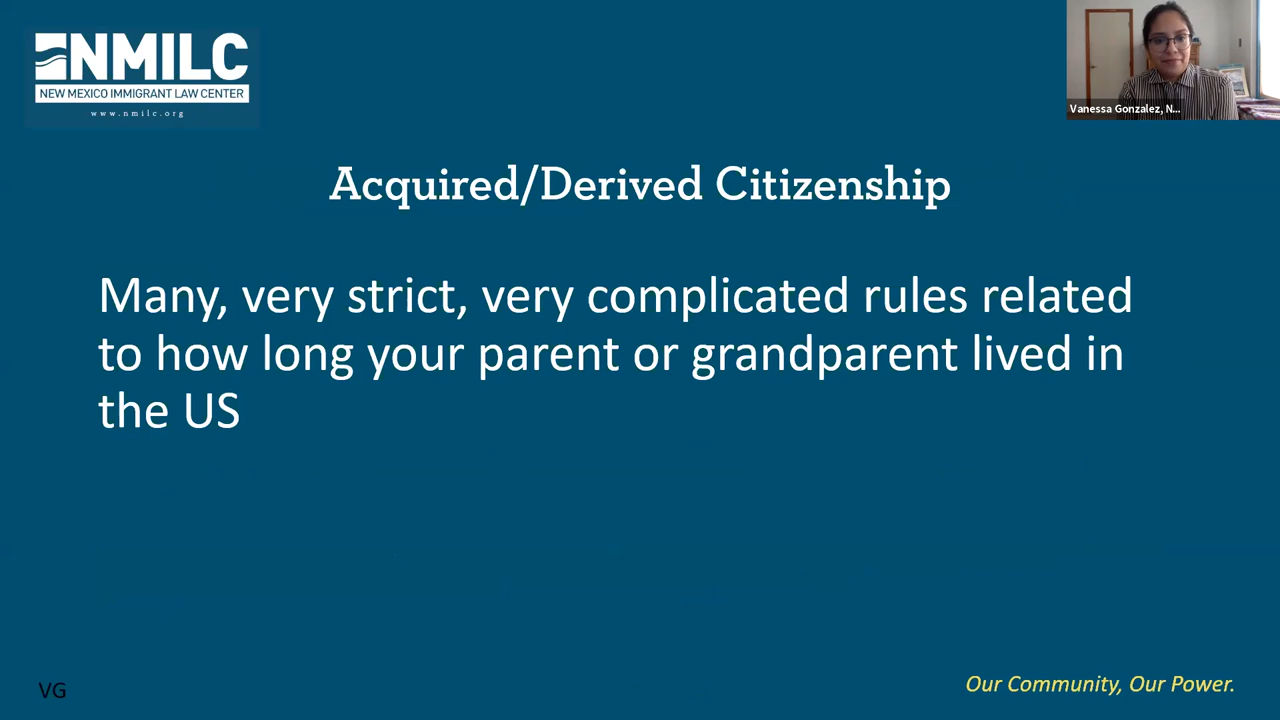 NMILC
NEW MEXICO IMMIGRANT LAW CENTER
www.nmilc.org
Vanessa Gonzalez, N...
Acquired/Derived Citizenship
Many, very strict, very complicated rules related
to how long your parent or grandparent lived in
the US
VG
Our Community, Our Power.